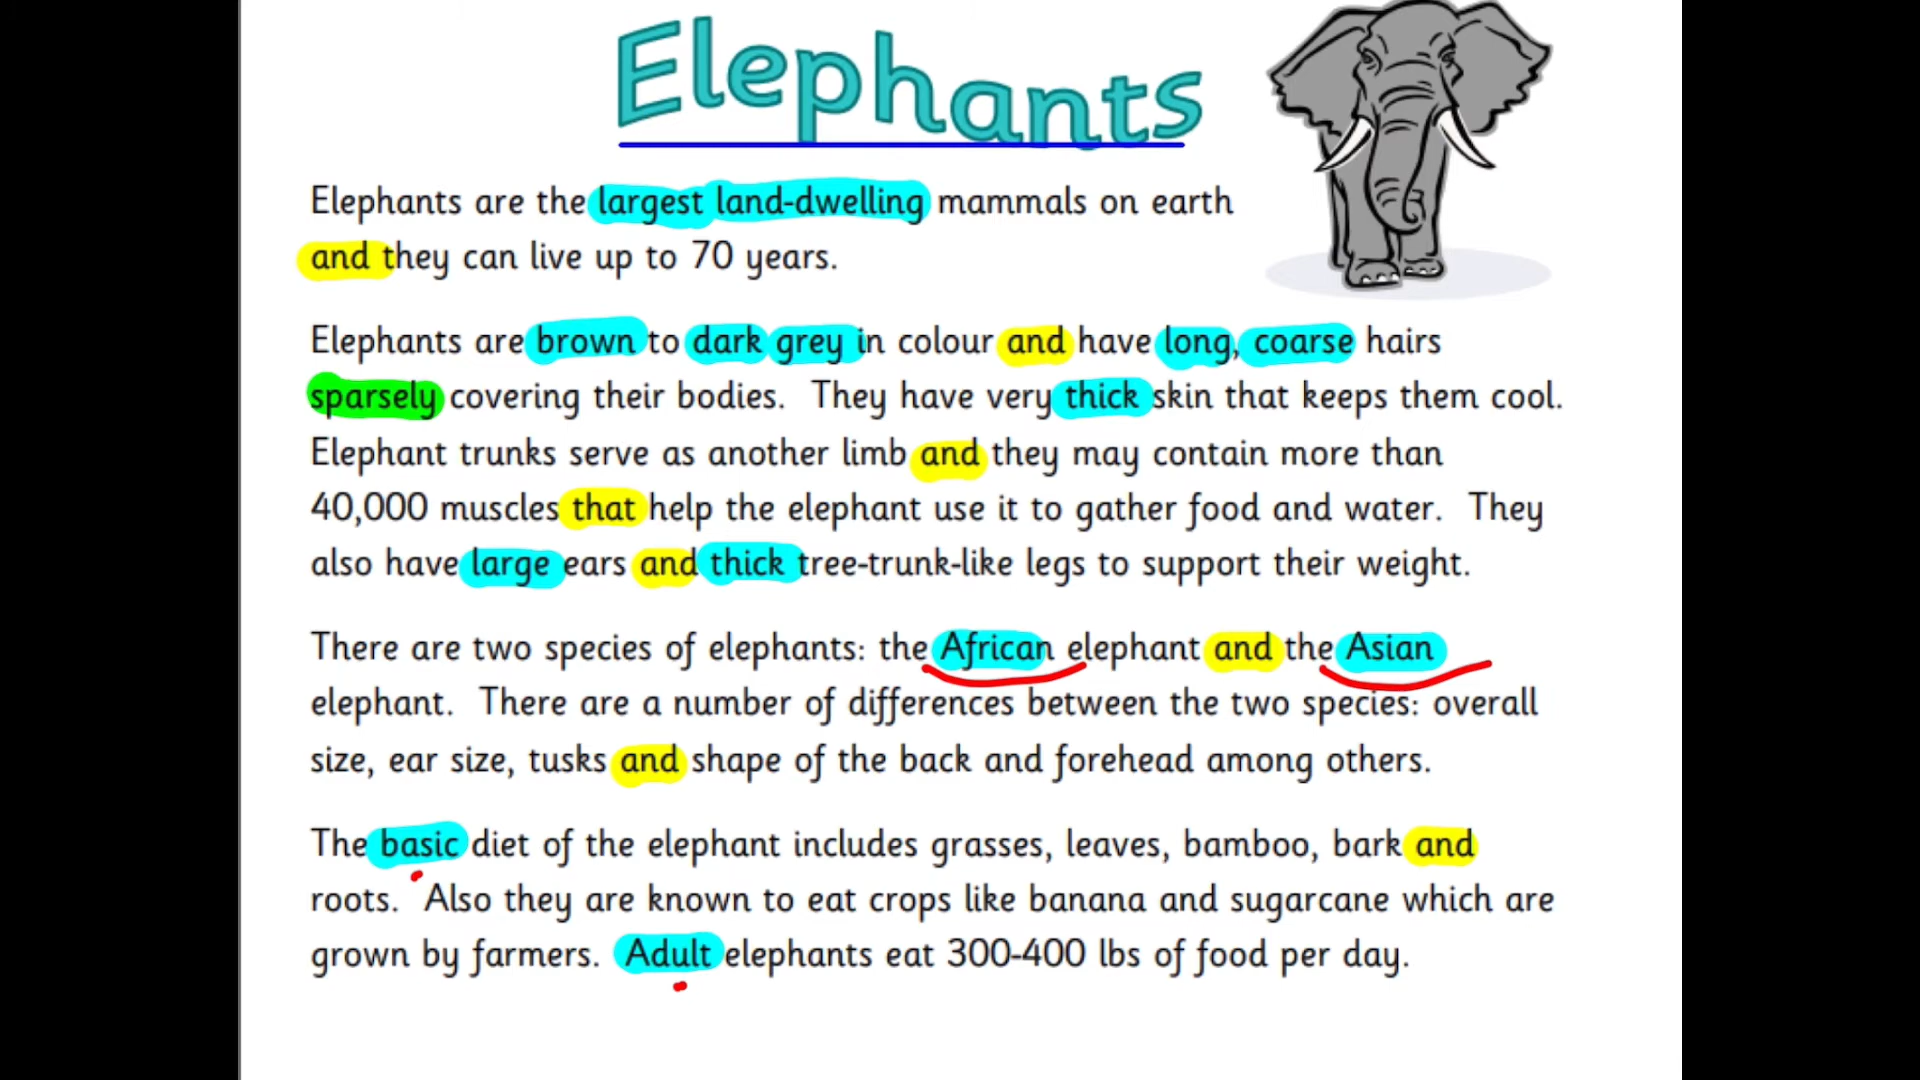 Elephants
Elephants are the largest land-dwelling mammals on earth
and they can live up to 70 years.
Elephants are brown to dark grey in colour and have long, coarse hairs
sparsely covering their bodies. They have very thick skin that keeps them cool.
Elephant trunks serve as another limb and they may contain more than
40,000 muscles that help the elephant use it to gather food and water. They
also have large ears and thick tree-trunk-like legs to support their weight.
There are two species of elephants: the African elephant and the Asian
elephant. There are a number of differences between the two species: overall
size, ear size, tusks and shape of the back and forehead among others.
The basic diet of the elephant includes grasses, leaves, bamboo, bark and
roots. Also they are known to eat crops like banana and sugarcane which are
grown by farmers. Adult elephants eat 300-400 lbs of food per day.